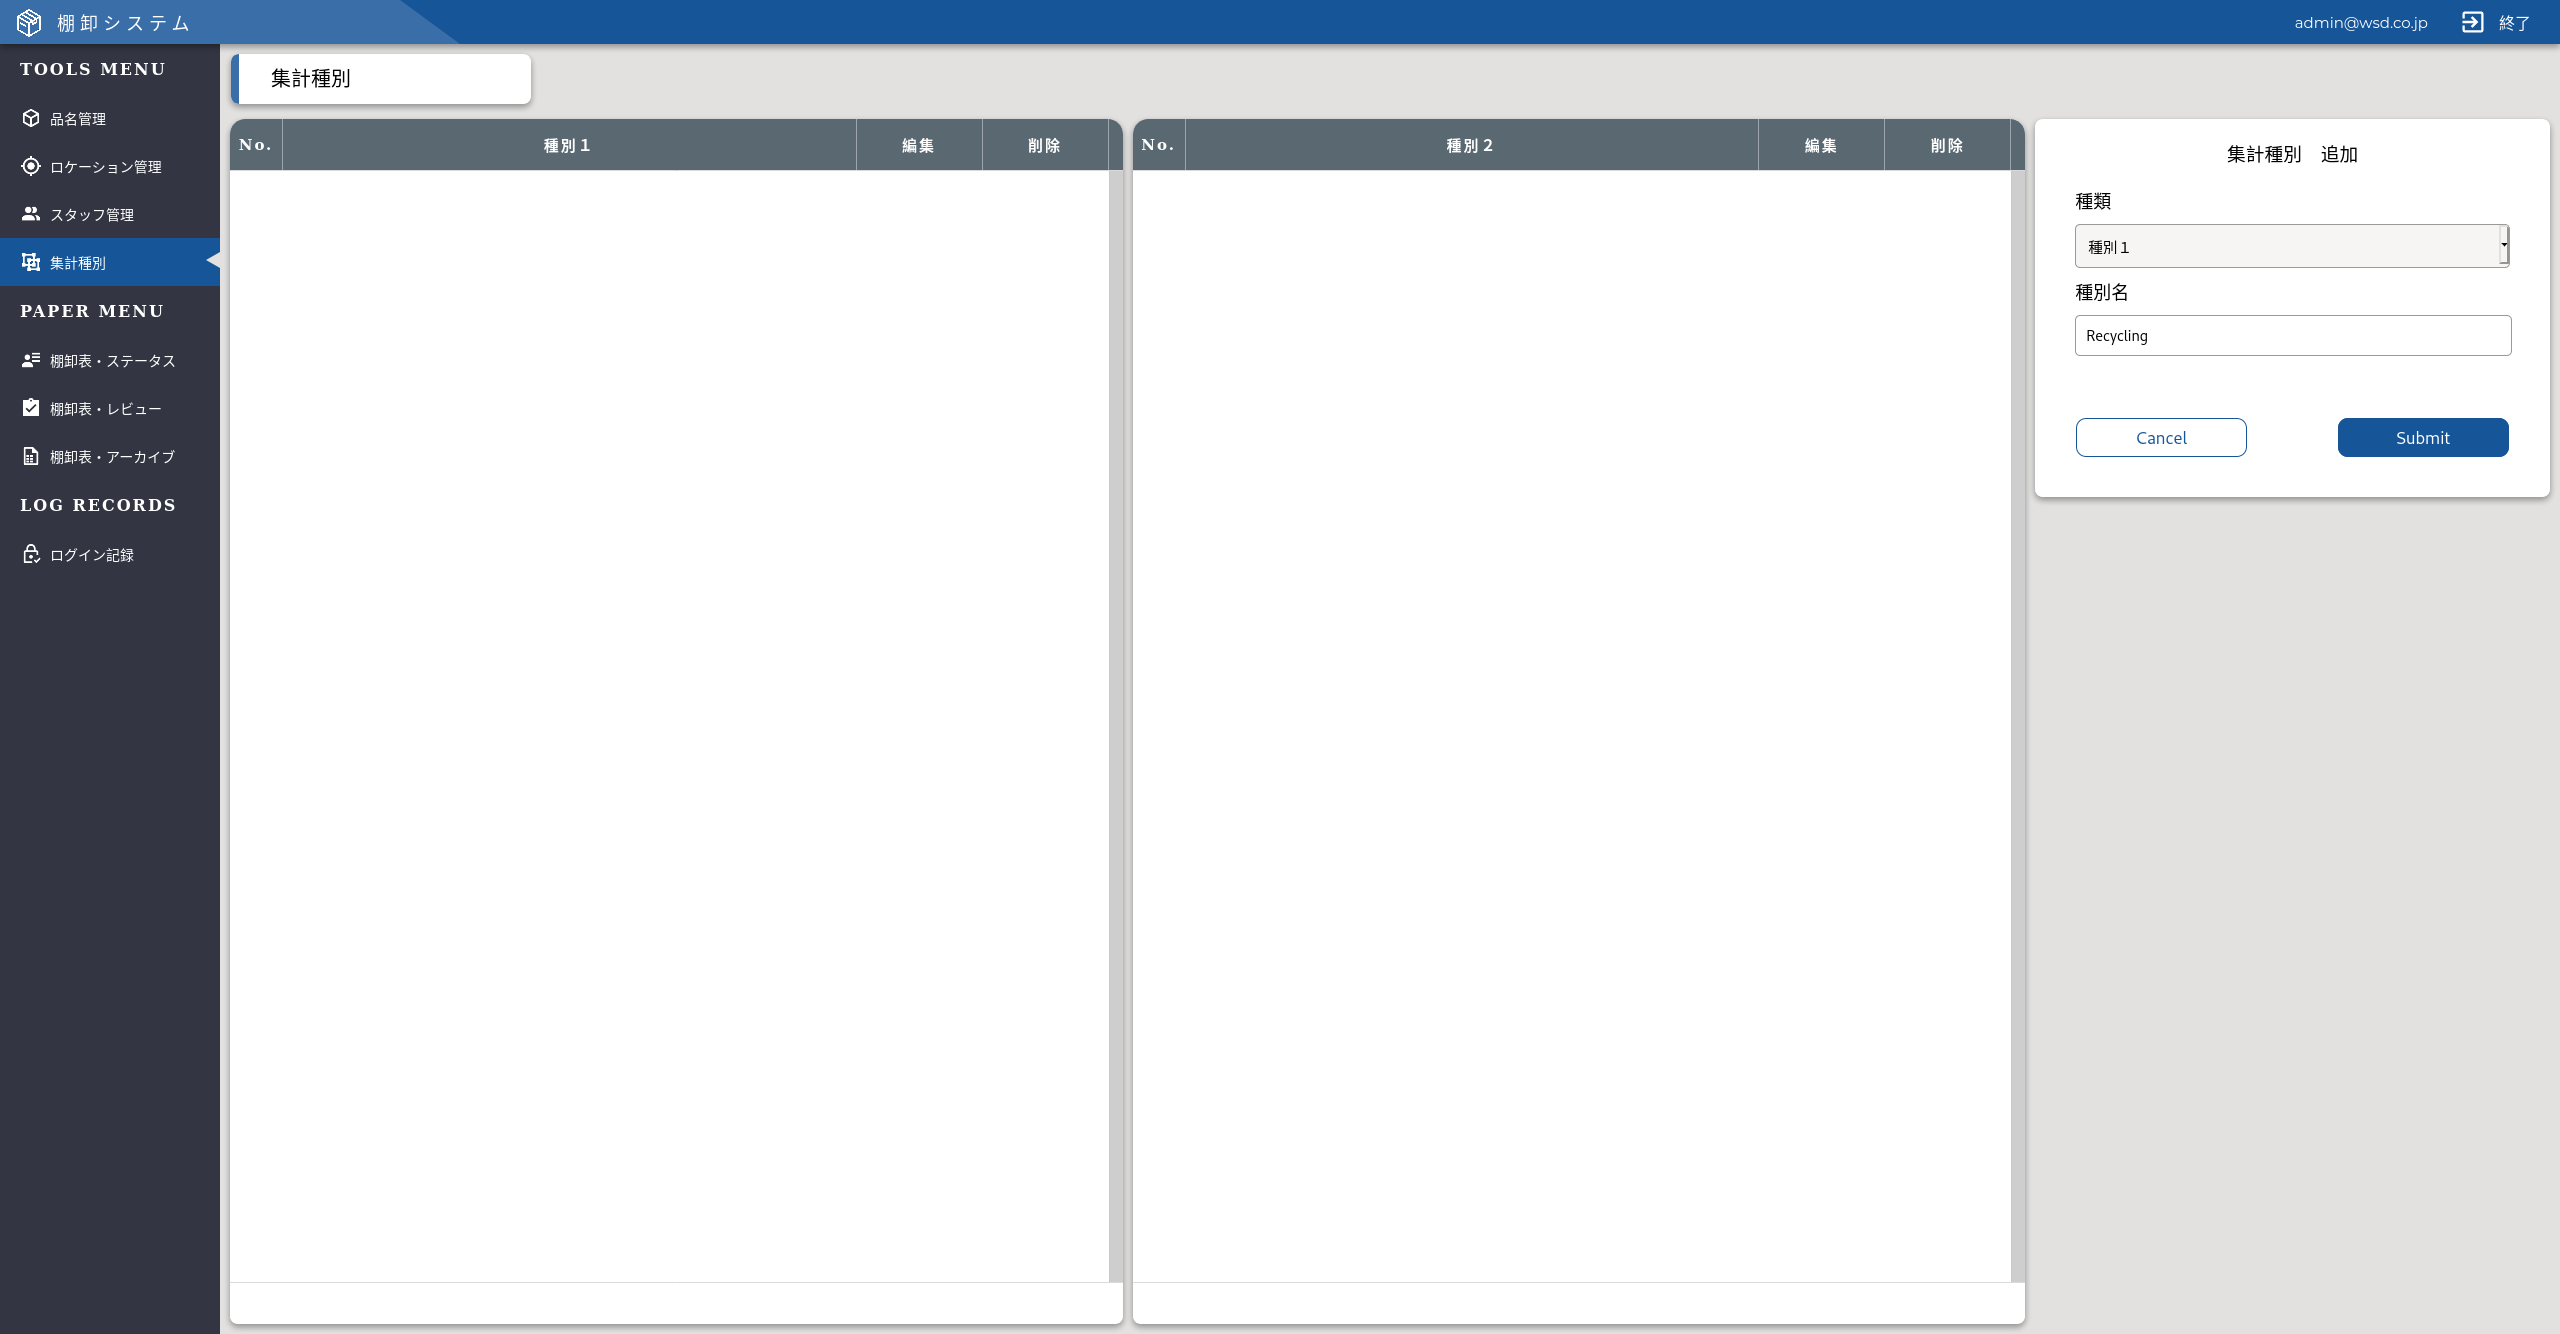 棚卸システム
admin@wsd.co.jp 終了
TOOLS MENU
品名管理
ロケーション管理
スタッフ管理
集計種別
PAPER MENU
棚卸表・ステータス
棚卸表・レビュー
棚卸表・アーカイブ
LOG RECORDS
ログイン記録
集計種別
No. 種別１ 編集 削除
No. 種別２ 編集 削除
集計種別　追加
種類
種別１
種別名
Recycling
Cancel Submit